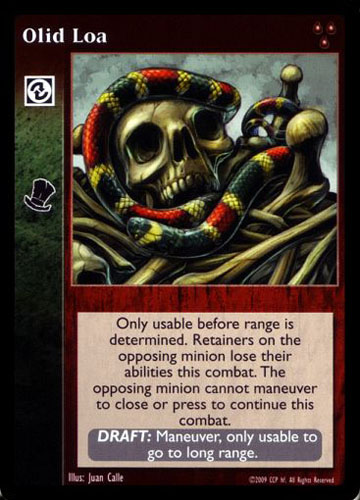 Olid Loa
Only usable before range is
determined. Retainers on the
opposing minion lose their
abilities this combat. The
opposing minion cannot maneuver
to close or press to continue this
combat.
DRAFT: Maneuver, only usable to
go to long range.
Illus: Juan Calle
©2009 CCP hf. All Rights Reserved